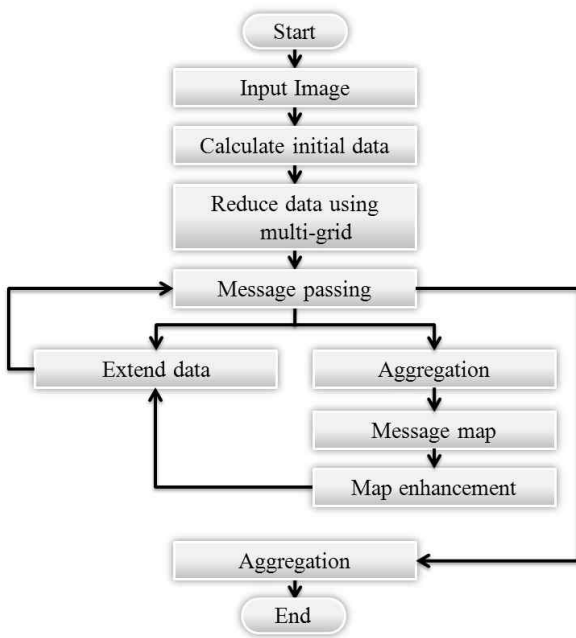 Start
Input Image
Calculate initial data
Reduce data using
multi-grid
Message passing
Extend data
Aggregation
Message map
Map enhancement
Aggregation
End